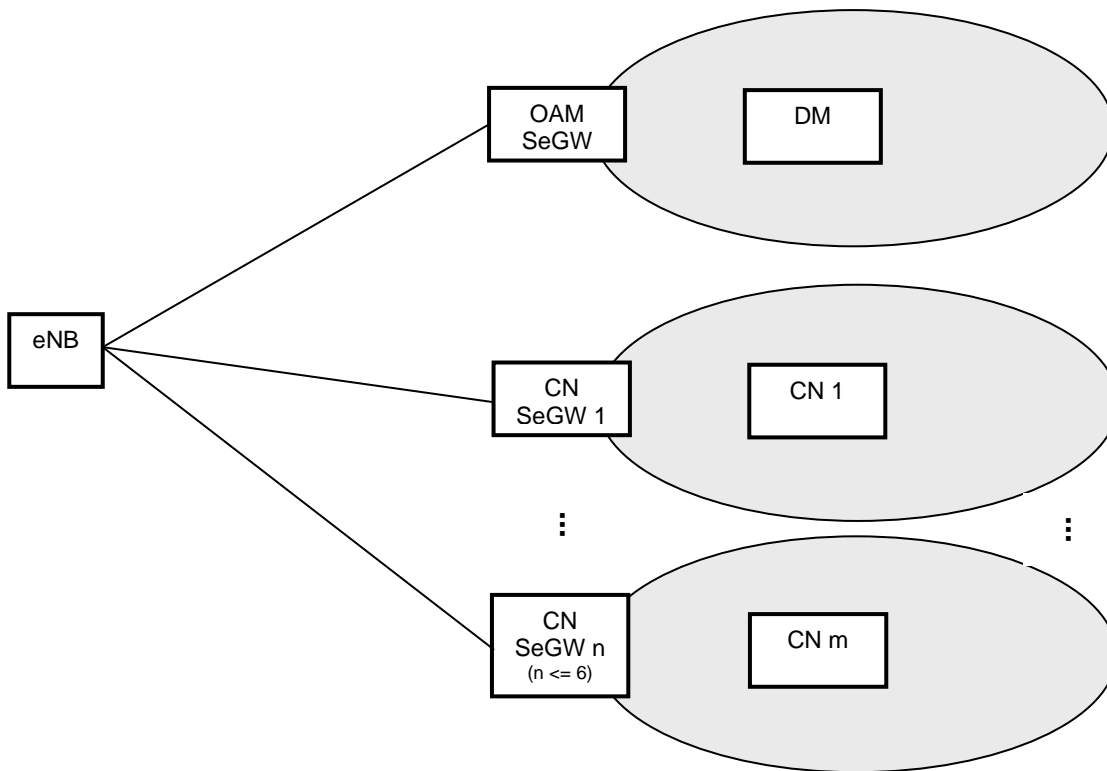 OAM
SeGW
DM
eNB
CN
SeGW 1
CN 1
...
...
CN
SeGW n
(n <= 6)
CN m